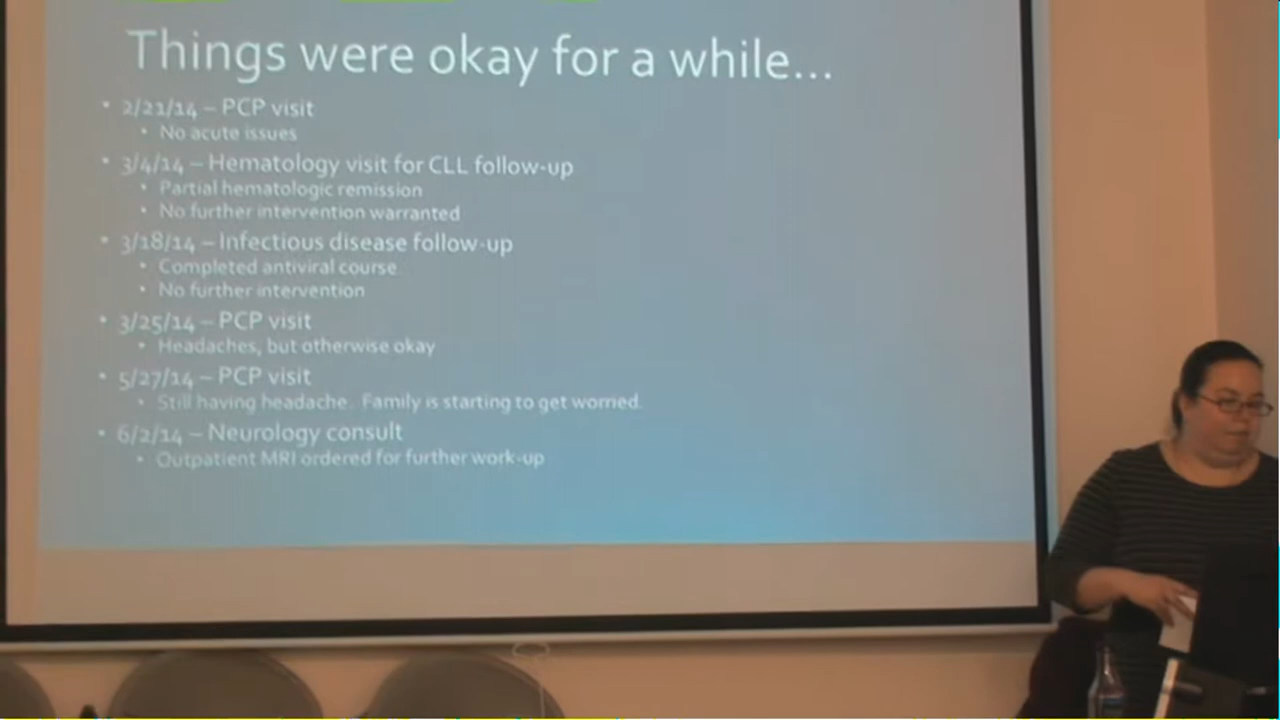 Things were okay for a while...
• 2/21/14 – PCP visit
• No acute issues
• 3/4/14 – Hematology visit for CLL follow-up
• Partial hematologic remission
• No further intervention warranted
• 3/18/14 – Infectious disease follow-up
• Completed antiviral course
• No further intervention
• 3/25/14 – PCP visit
• Headaches, but otherwise okay
• 5/27/14 – PCP visit
• Still having headache. Family is starting to get worried.
• 6/2/14 – Neurology consult
• Outpatient MRI ordered for further work-up